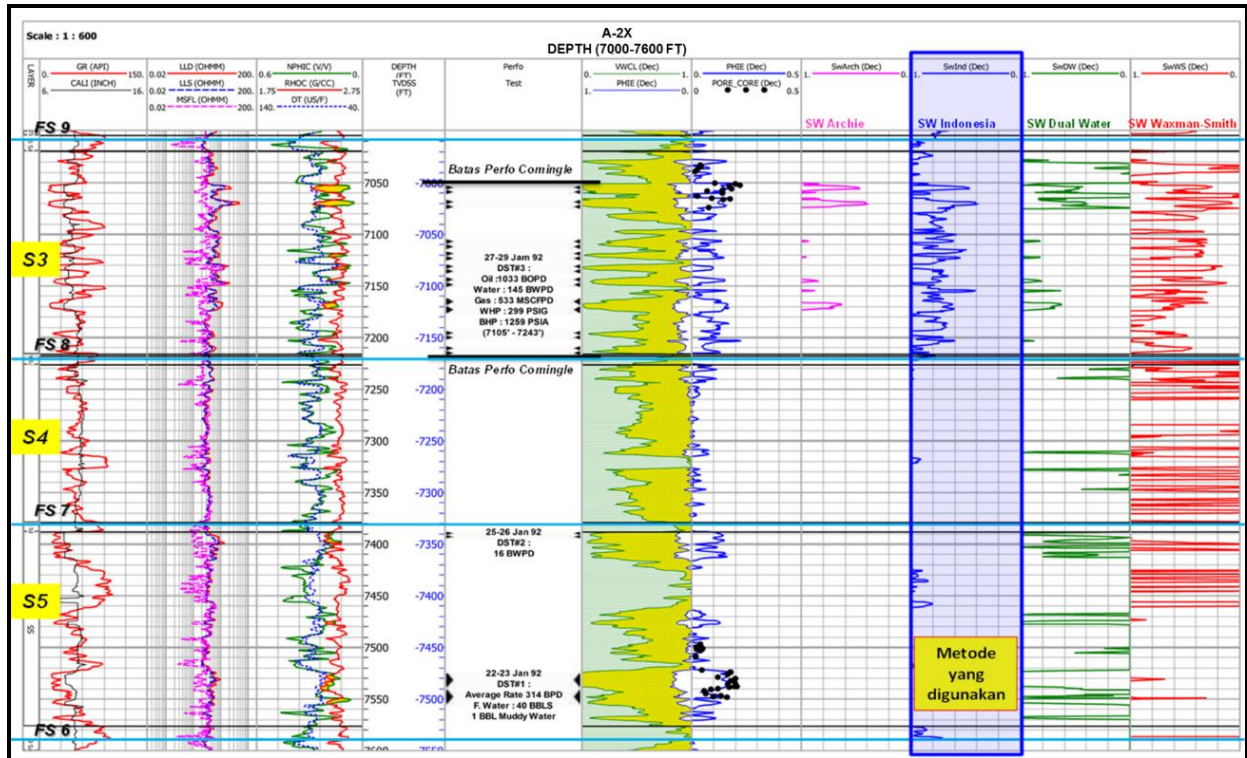 A-2X
Scale : 1 : 600
DEPTH (7000-7600 FT)
LAYER
GR (API)
0. 150.
CALI (INCH)
6. 16.
LLD (OHMM)
0.02 200.
LLS (OHMM)
0.02 200.
MSFL (OHMM)
0.02 200.
NPHIC (V/V)
0.6 0.
RHOC (G/CC)
1.75 2.75
DT (US/F)
140. 40.
DEPTH
(FT)
TVDSS
(FT)
Perfo
Test
VWCL (Dec)
0. 1.
PHIE (Dec)
1. 0.
PHIE (Dec)
0. 0.5
PORE_CORE (Dec)
0 0.5
SwArch (Dec)
1. 0.
SW Archie
SwInd (Dec)
1. 0.
SW Indonesia
SwDW (Dec)
1. 0.
SW Dual Water
SwWS (Dec)
1. 0.
SW Waxman-Smith
FS 9
Batas Perfo Comingle
7050 -7000
7100 -7050
S3
27-29 Jam 92
DST#3 :
Oil :1033 BOPD
Water : 145 BWPD
Gas : 533 MSCFPD
WHP : 299 PSIG
BHP : 1259 PSIA
(7105' - 7243')
7150 -7100
7200 -7150
FS 8
Batas Perfo Comingle
7250 -7200
S4
7300 -7250
7350 -7300
FS 7
25-26 Jan 92
DST#2 :
16 BWPD
7400 -7350
7450 -7400
S5
S5
7500 -7450
Metode
yang
digunakan
22-23 Jan 92
DST#1 :
Average Rate 314 BPD
F. Water : 40 BBLS
1 BBL Muddy Water
7550 -7500
FS 6
7600 -7550